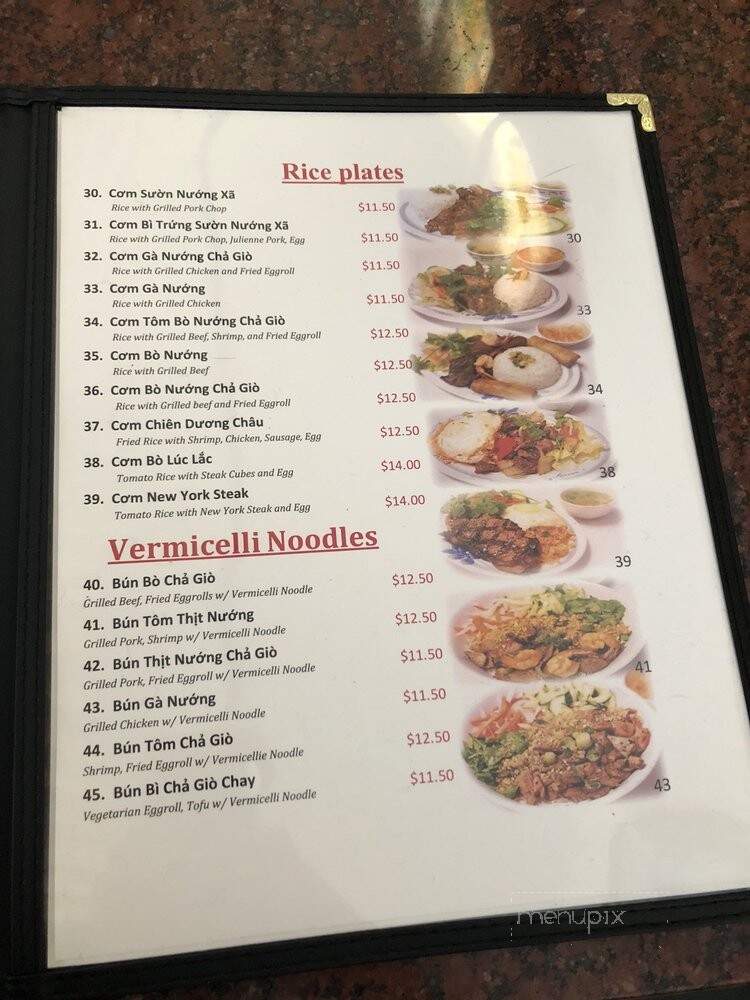 Rice plates
30. Cơm Sườn Nướng Xã
Rice with Grilled Pork Chop $11.50
31. Cơm Bì Trứng Sườn Nướng Xã
Rice with Grilled Pork Chop, Julienne Pork, Egg $11.50
32. Cơm Gà Nướng Chả Giò
Rice with Grilled Chicken and Fried Eggroll $11.50
33. Cơm Gà Nướng
Rice with Grilled Chicken $11.50
34. Cơm Tôm Bò Nướng Chả Giò
Rice with Grilled Beef, Shrimp, and Fried Eggroll $12.50
35. Cơm Bò Nướng
Rice with Grilled Beef $12.50
36. Cơm Bò Nướng Chả Giò
Rice with Grilled beef and Fried Eggroll $12.50
37. Cơm Chiên Dương Châu
Fried Rice with Shrimp, Chicken, Sausage, Egg $12.50
38. Cơm Bò Lúc Lắc
Tomato Rice with Steak Cubes and Egg $14.00
39. Cơm New York Steak
Tomato Rice with New York Steak and Egg $14.00
30
33
34
38
39
Vermicelli Noodles
40. Bún Bò Chả Giò $12.50
Grilled Beef, Fried Eggrolls w/ Vermicelli Noodle
41. Bún Tôm Thịt Nướng $12.50
Grilled Pork, Shrimp w/ Vermicelli Noodle
42. Bún Thịt Nướng Chả Giò $11.50
Grilled Pork, Fried Eggroll w/ Vermicelli Noodle
43. Bún Gà Nướng $11.50
Grilled Chicken w/ Vermicelli Noodle
44. Bún Tôm Chả Giò $12.50
Shrimp, Fried Eggroll w/ Vermicellie Noodle
45. Bún Bì Chả Giò Chay $11.50
Vegetarian Eggroll, Tofu w/ Vermicelli Noodle
41
43
menupix